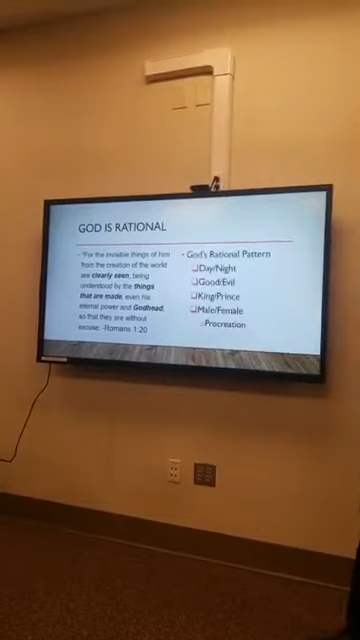 GOD IS RATIONAL
• "For the invisible things of him
from the creation of the world
are clearly seen, being
understood by the things
that are made, even his
eternal power and Godhead;
so that they are without
excuse: -Romans 1:20
• God's Rational Pattern
❑Day/Night
❑Good/Evil
❑King/Prince
❑Male/Female
Procreation